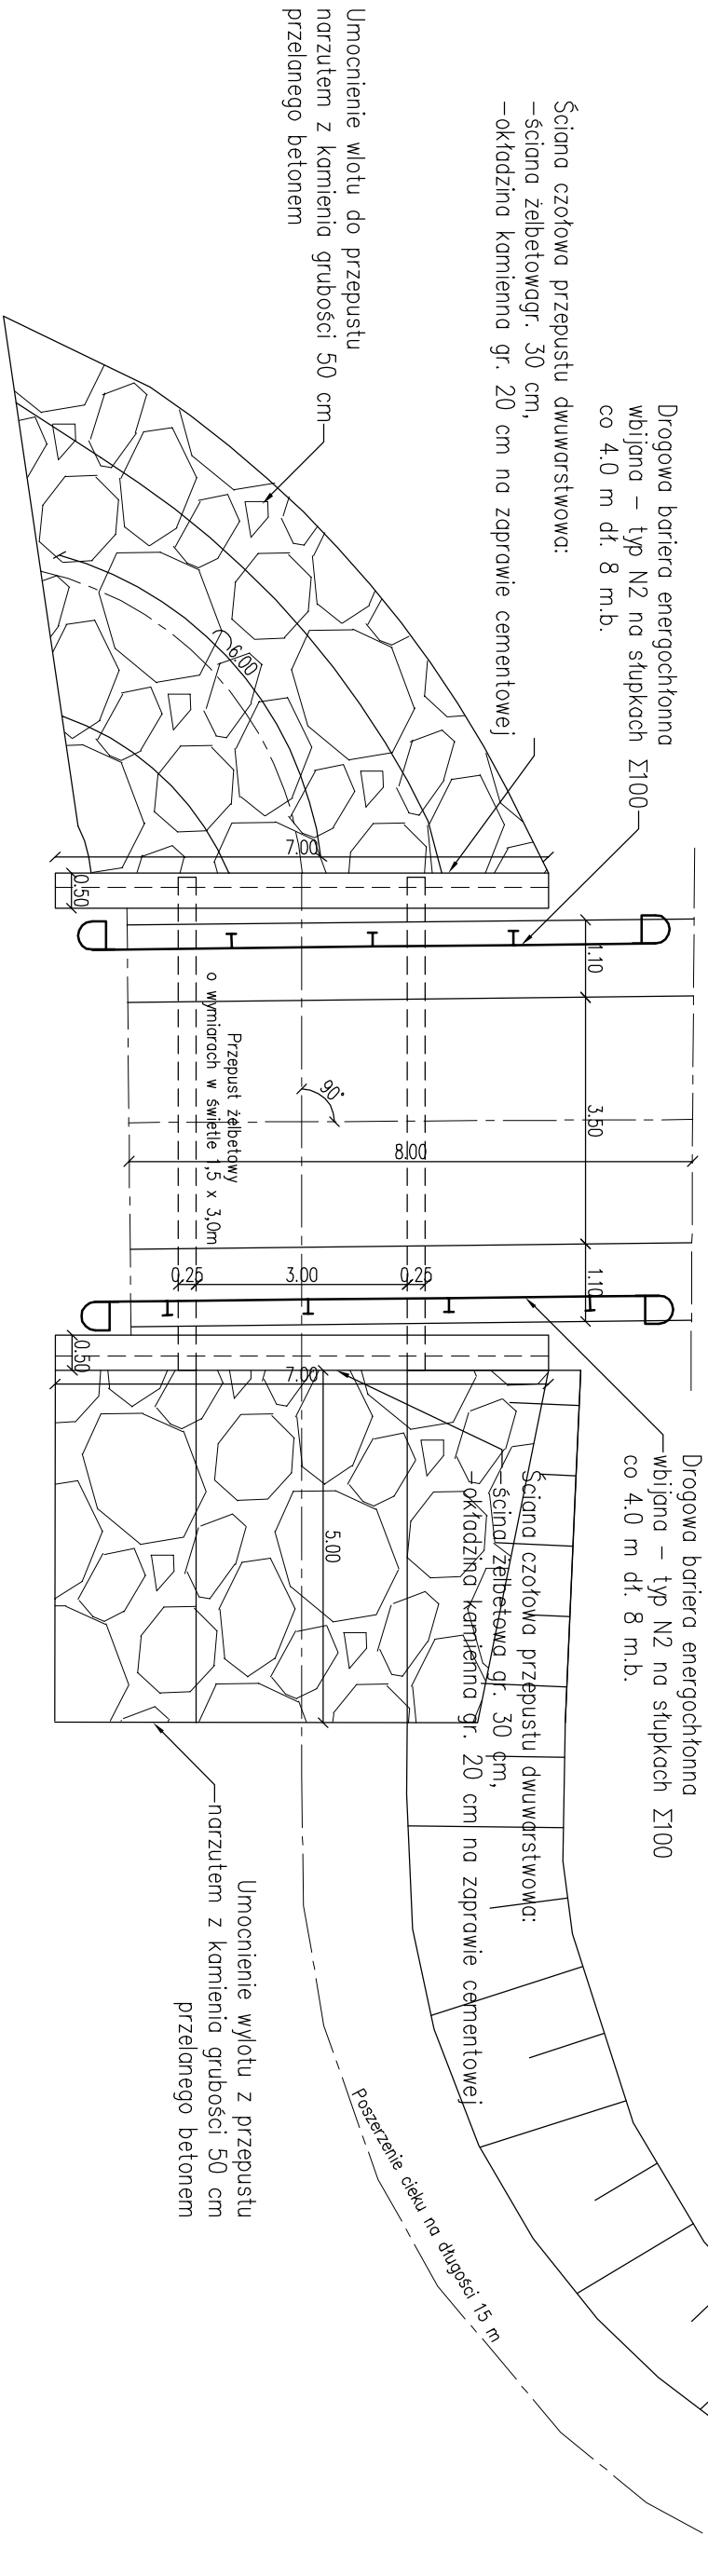 Umocnienie wlotu do przepustu
narzutem z kamienia grubości 50 cm
przelanego betonem
Ściana czołowa przepustu dwuwarstwowa:
-ściana żelbetowagr. 30 cm,
-okładzina kamienna gr. 20 cm na zaprawie cementowej
Drogowa bariera energochłonna
wbijana - typ N2 na słupkach Σ100
co 4.0 m dł. 8 m.b.
6.00
7.00
0.50
1.10
Przepust żelbetowy
o wymiarach w świetle 1,5 x 3,0m
90°
3.50
8.00
0.25
3.00
0.25
1.10
0.50
7.00
5.00
Drogowa bariera energochłonna
wbijana - typ N2 na słupkach Σ100
co 4.0 m dł. 8 m.b.
Ściana czołowa przepustu dwuwarstwowa:
-ścina żelbetowa gr. 30 cm,
-okładzina kamienna gr. 20 cm na zaprawie cementowej
Umocnienie wylotu z przepustu
narzutem z kamienia grubości 50 cm
przelanego betonem
Poszerzenie cieku na długości 15 m